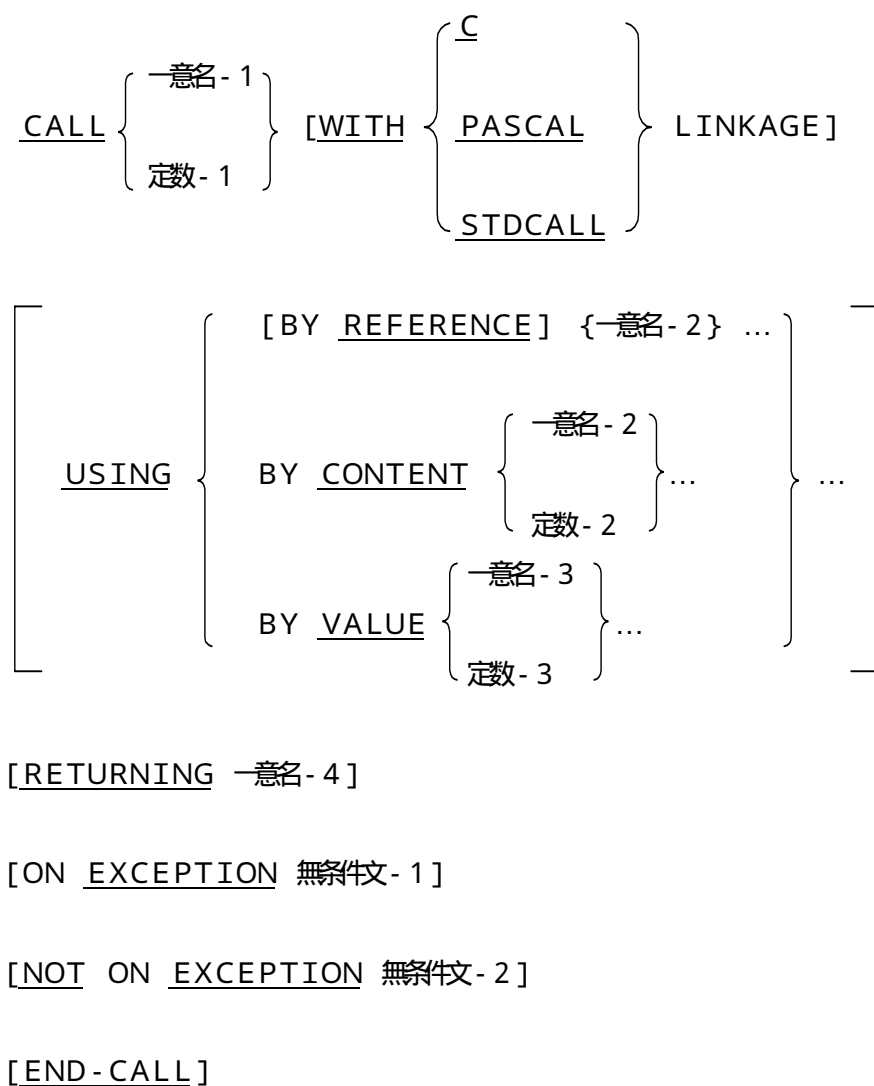 C
一意名-1
CALL [WITH PASCAL LINKAGE]
定数-1
STDCALL
[BY REFERENCE] {一意名-2} …
一意名-2
USING BY CONTENT … …
定数-2
一意名-3
BY VALUE …
定数-3
[RETURNING 一意名-4]
[ON EXCEPTION 無条件文-1]
[NOT ON EXCEPTION 無条件文-2]
[END-CALL]